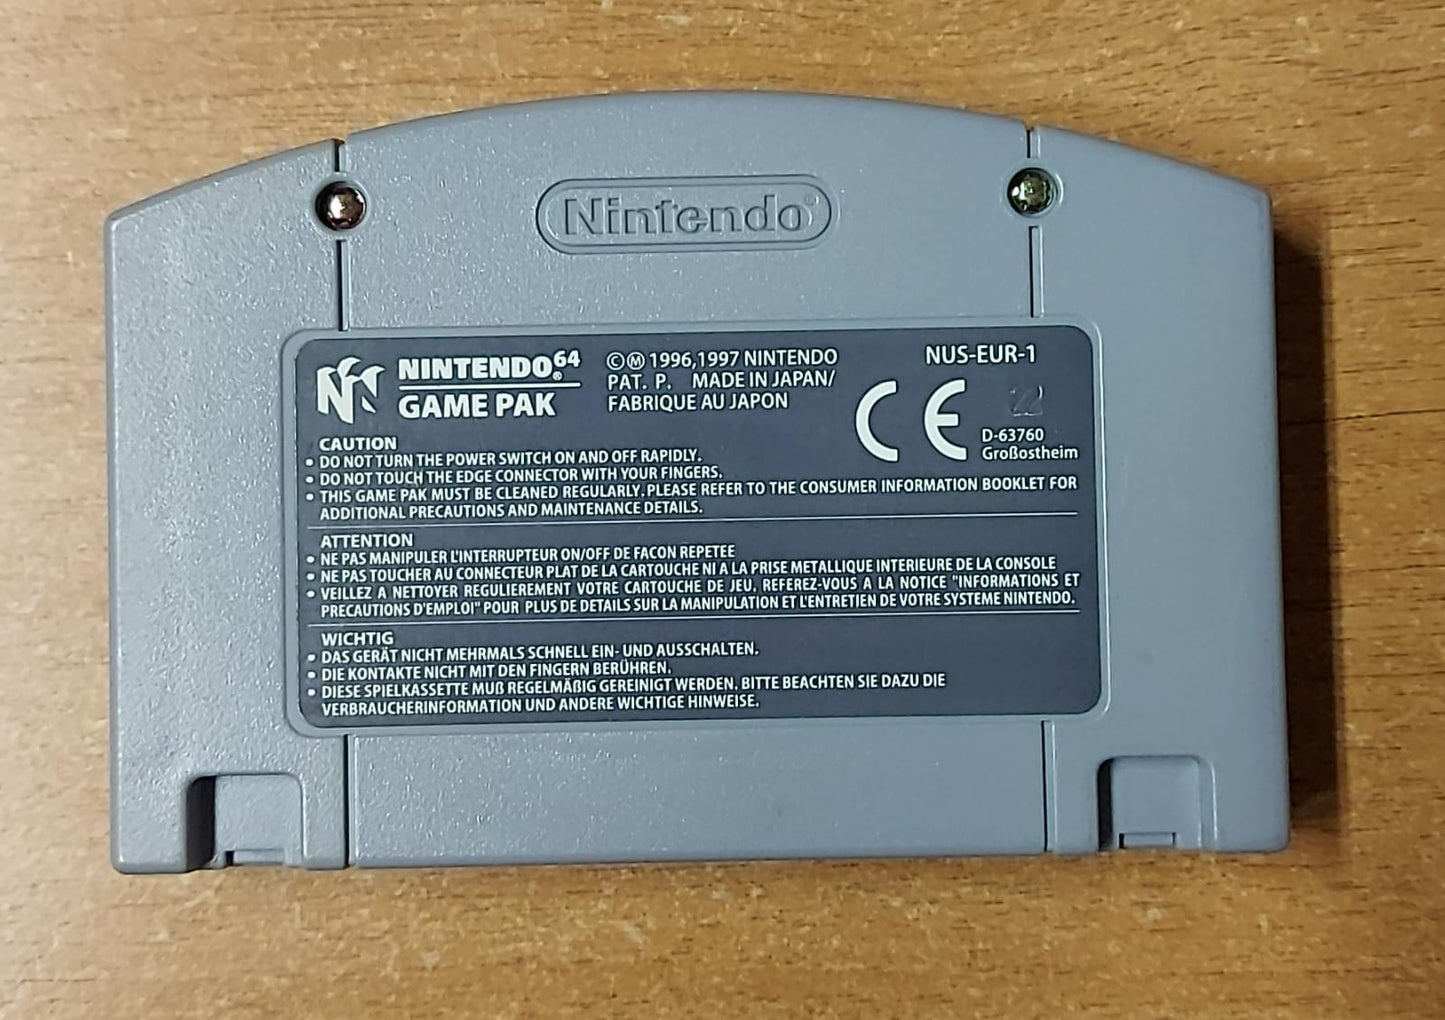 Nintendo®
NINTENDO64®
GAME PAK
©Ⓜ 1996,1997 NINTENDO
PAT. P. MADE IN JAPAN/
FABRIQUE AU JAPON
NUS-EUR-1
CE
22
D-63760
Großostheim
CAUTION
• DO NOT TURN THE POWER SWITCH ON AND OFF RAPIDLY.
• DO NOT TOUCH THE EDGE CONNECTOR WITH YOUR FINGERS.
• THIS GAME PAK MUST BE CLEANED REGULARLY. PLEASE REFER TO THE CONSUMER INFORMATION BOOKLET FOR
ADDITIONAL PRECAUTIONS AND MAINTENANCE DETAILS.
ATTENTION
• NE PAS MANIPULER L'INTERRUPTEUR ON/OFF DE FACON REPETEE
• NE PAS TOUCHER AU CONNECTEUR PLAT DE LA CARTOUCHE NI A LA PRISE METALLIQUE INTERIEURE DE LA CONSOLE
• VEILLEZ A NETTOYER REGULIEREMENT VOTRE CARTOUCHE DE JEU, REFEREZ-VOUS A LA NOTICE "INFORMATIONS ET
PRECAUTIONS D'EMPLOI" POUR PLUS DE DETAILS SUR LA MANIPULATION ET L'ENTRETIEN DE VOTRE SYSTEME NINTENDO.
WICHTIG
• DAS GERÄT NICHT MEHRMALS SCHNELL EIN- UND AUSSCHALTEN.
• DIE KONTAKTE NICHT MIT DEN FINGERN BERÜHREN.
• DIESE SPIELKASSETTE MUß REGELMÄßIG GEREINIGT WERDEN. BITTE BEACHTEN SIE DAZU DIE
VERBRAUCHERINFORMATION UND ANDERE WICHTIGE HINWEISE.